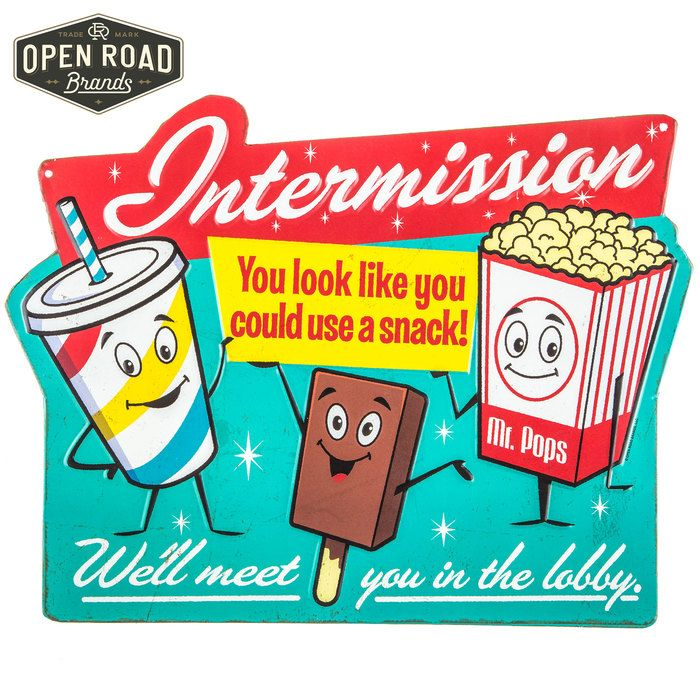 TRADE MARK
OPEN ROAD
Brands
Intermission
You look like you
could use a snack!
Mr. Pops
We'll meet you in the lobby.